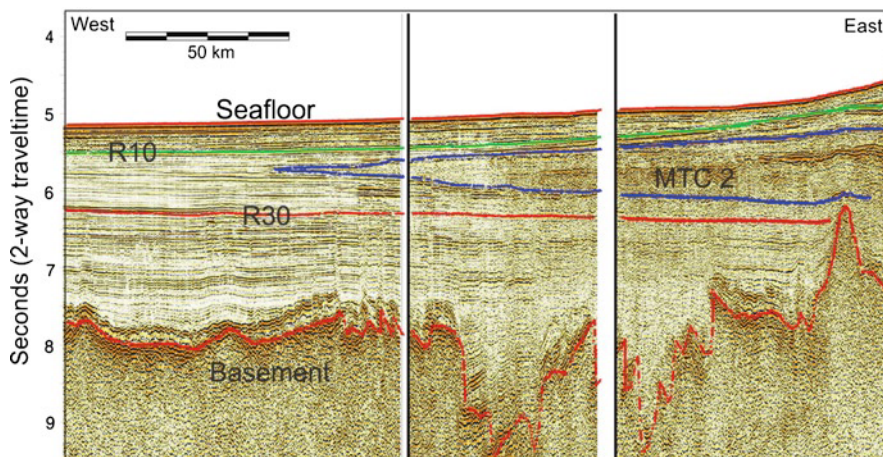 West
East
50 km
Seafloor
R10
MTC 2
R30
Basement
Seconds (2-way traveltime)
4
5
6
7
8
9